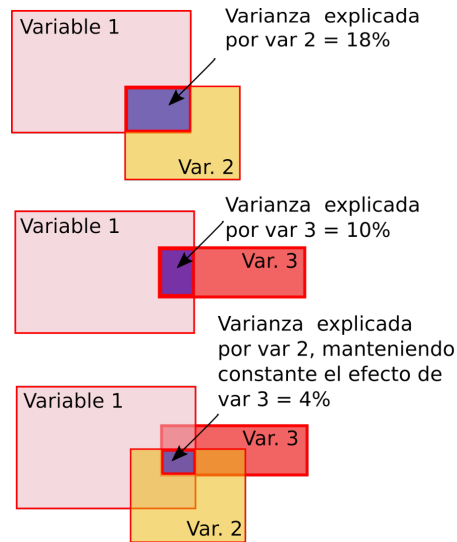 Variable 1
Varianza explicada
por var 2 = 18%
Var. 2
Variable 1
Varianza explicada
por var 3 = 10%
Var. 3
Varianza explicada
por var 2, manteniendo
constante el efecto de
var 3 = 4%
Variable 1
Var. 3
Var. 2